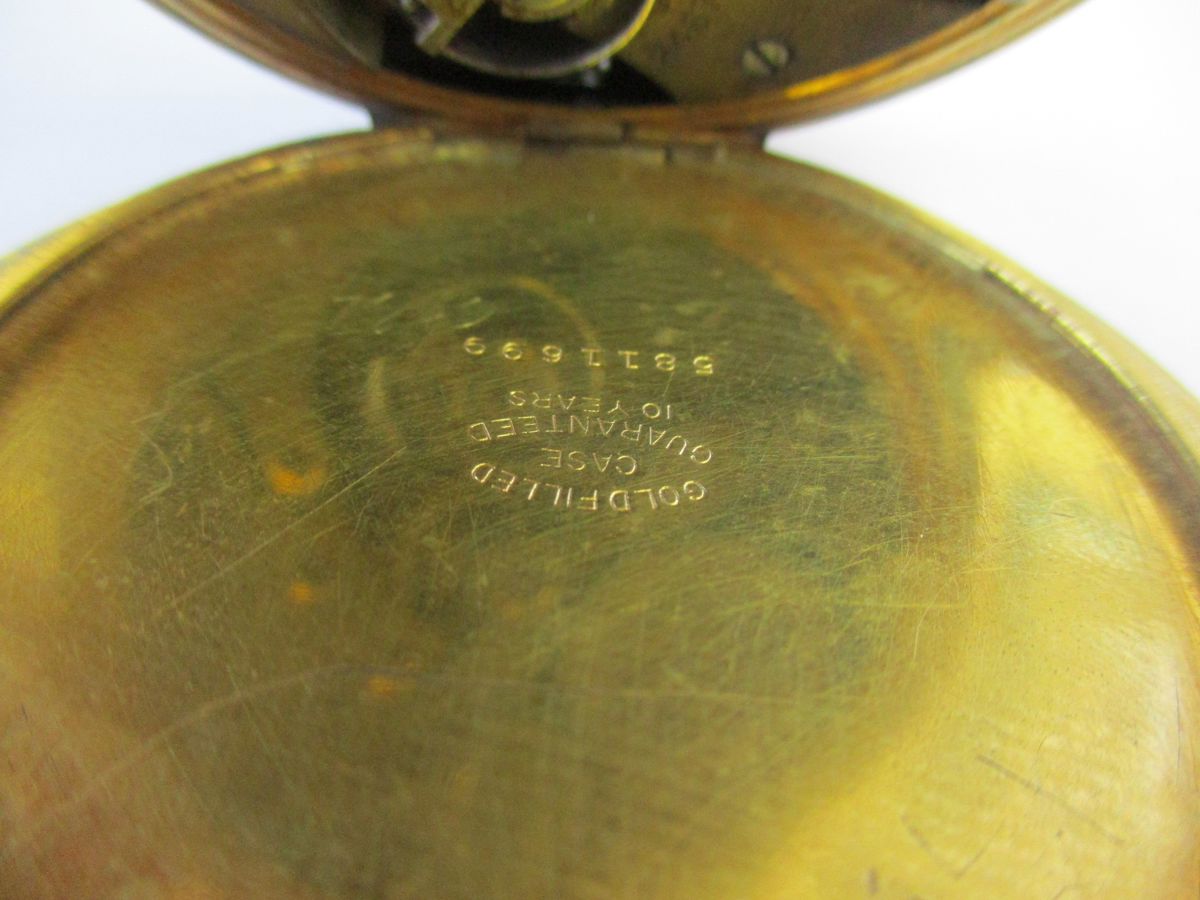 GOLD FILLED
CASE
GUARANTEED
10 YEARS
5811699